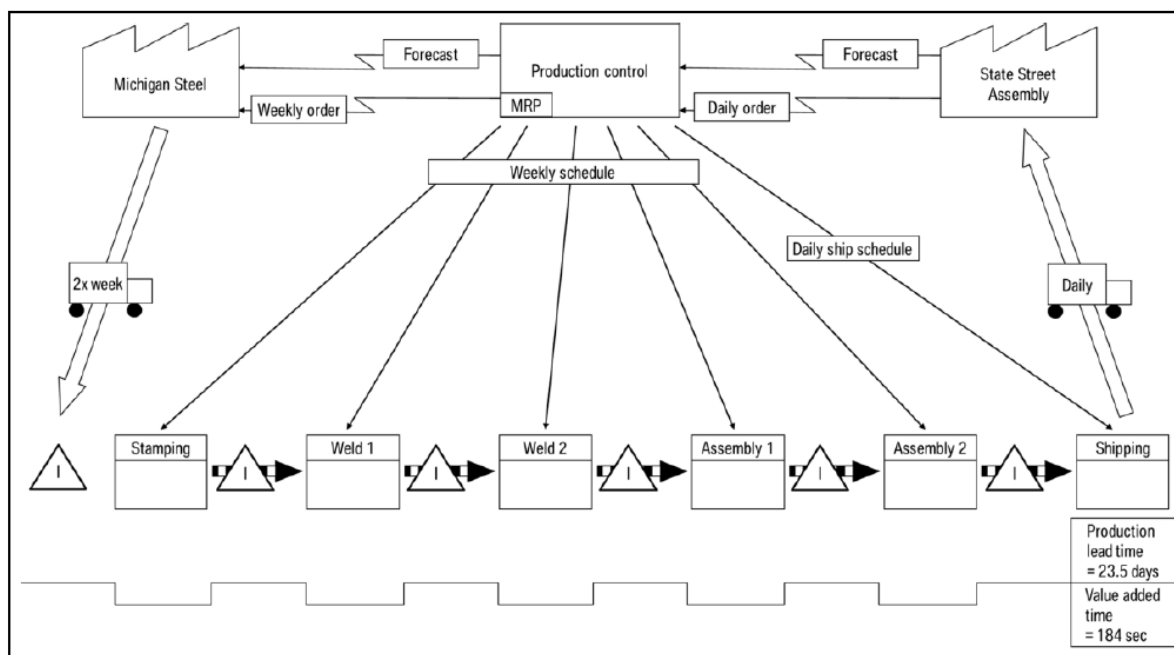 Michigan Steel
Forecast
Weekly order
Production control
MRP
Forecast
Daily order
State Street
Assembly
Weekly schedule
Daily ship schedule
2x week
Daily
I
Stamping
I
Weld 1
I
Weld 2
I
Assembly 1
I
Assembly 2
I
Shipping
Production
lead time
= 23.5 days
Value added
time
= 184 sec